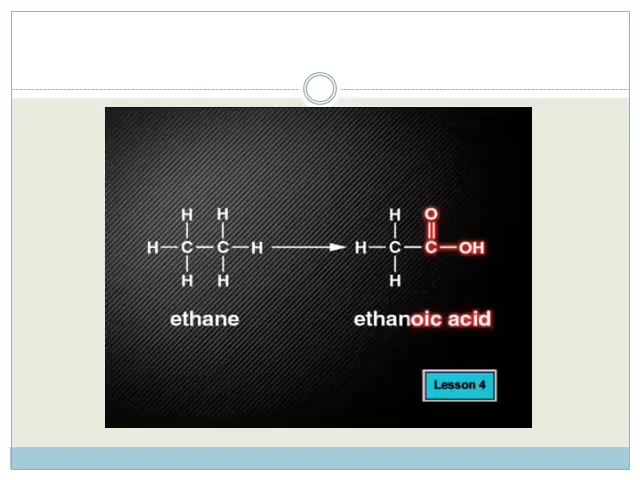 H H H O
H C C H H C C OH
H H H
ethane ethanoic acid
Lesson 4